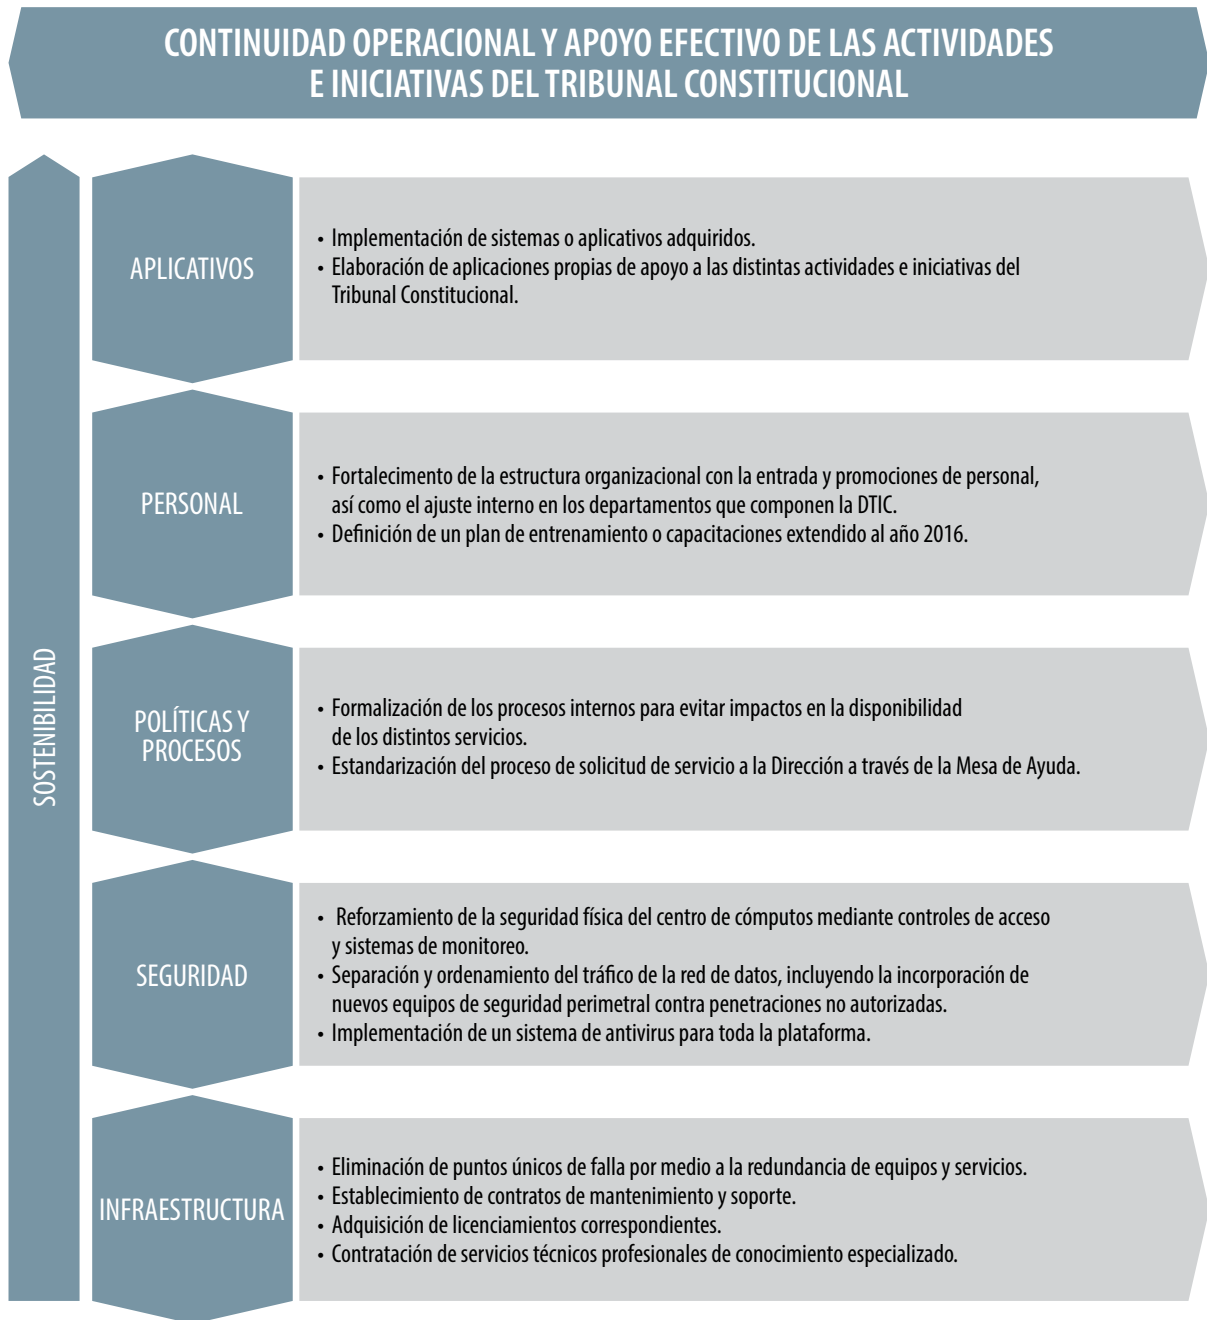 CONTINUIDAD OPERACIONAL Y APOYO EFECTIVO DE LAS ACTIVIDADES
E INICIATIVAS DEL TRIBUNAL CONSTITUCIONAL
SOSTENIBILIDAD
APLICATIVOS
• Implementación de sistemas o aplicativos adquiridos.
• Elaboración de aplicaciones propias de apoyo a las distintas actividades e iniciativas del
Tribunal Constitucional.
PERSONAL
• Fortalecimento de la estructura organizacional con la entrada y promociones de personal,
así como el ajuste interno en los departamentos que componen la DTIC.
• Definición de un plan de entrenamiento o capacitaciones extendido al año 2016.
POLÍTICAS Y
PROCESOS
• Formalización de los procesos internos para evitar impactos en la disponibilidad
de los distintos servicios.
• Estandarización del proceso de solicitud de servicio a la Dirección a través de la Mesa de Ayuda.
SEGURIDAD
• Reforzamiento de la seguridad física del centro de cómputos mediante controles de acceso
y sistemas de monitoreo.
• Separación y ordenamiento del tráfico de la red de datos, incluyendo la incorporación de
nuevos equipos de seguridad perimetral contra penetraciones no autorizadas.
• Implementación de un sistema de antivirus para toda la plataforma.
INFRAESTRUCTURA
• Eliminación de puntos únicos de falla por medio a la redundancia de equipos y servicios.
• Establecimiento de contratos de mantenimiento y soporte.
• Adquisición de licenciamientos correspondientes.
• Contratación de servicios técnicos profesionales de conocimiento especializado.